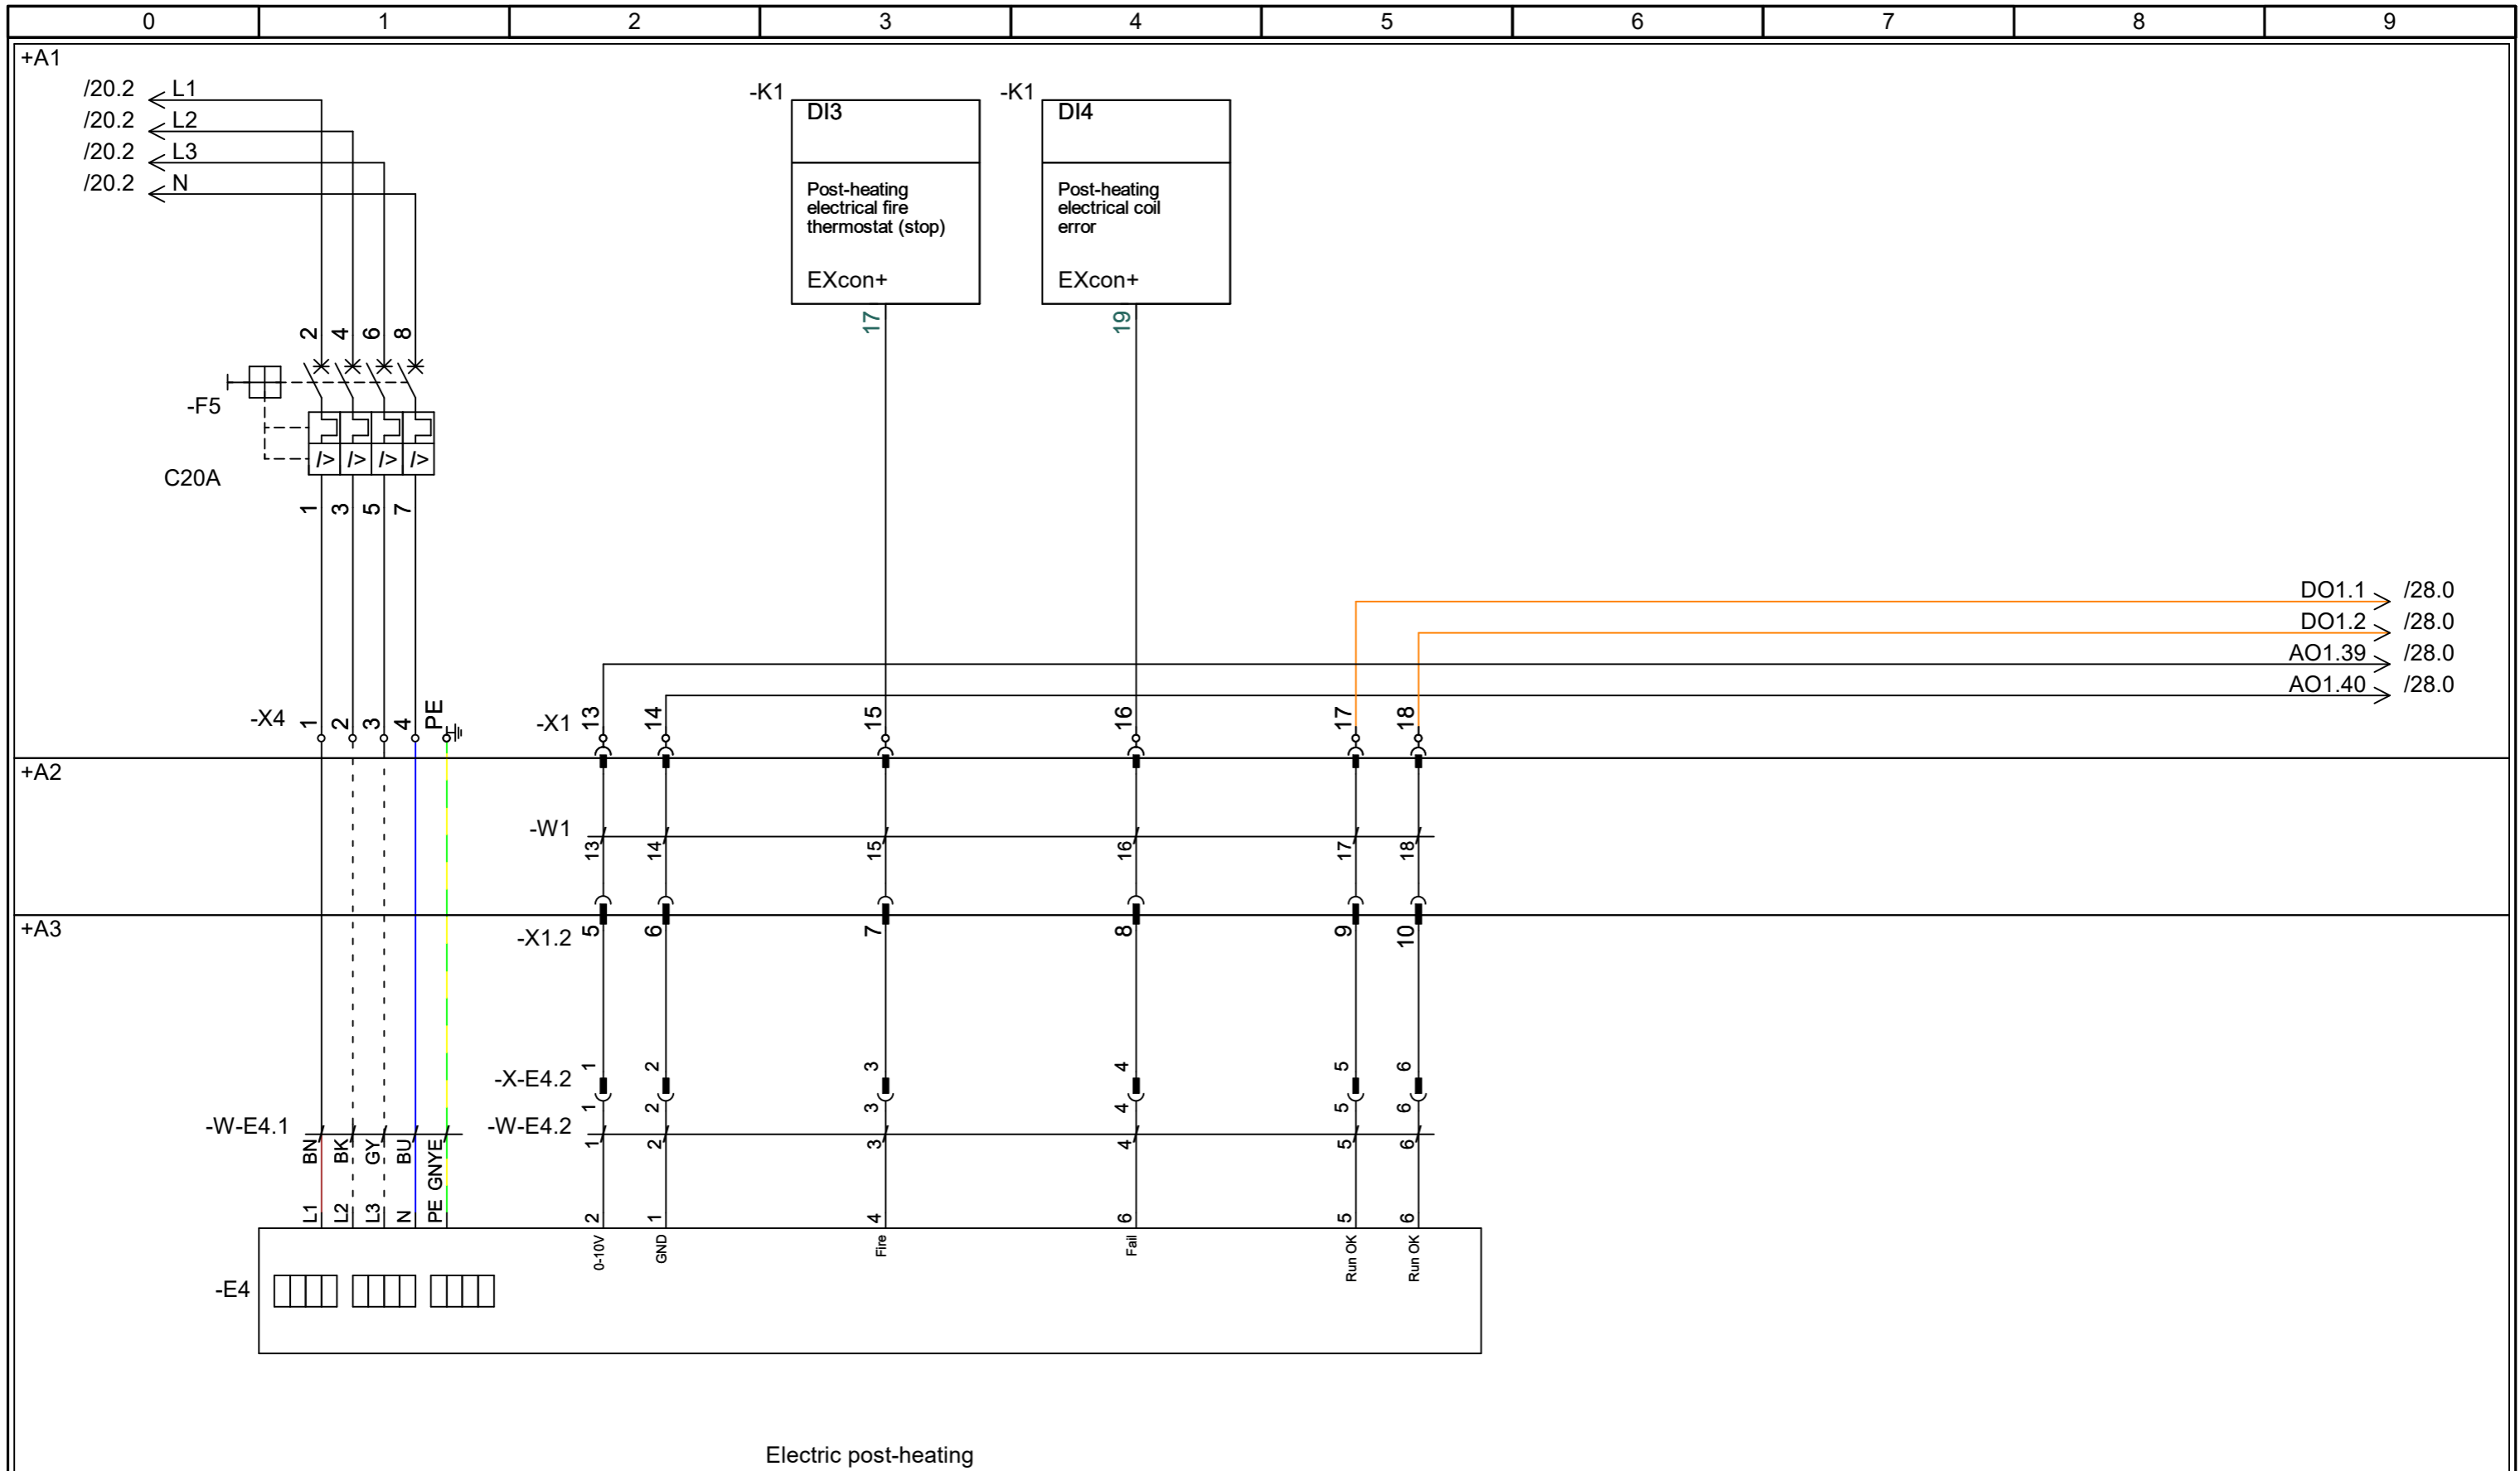 0 1 2 3 4 5 6 7 8 9
+A1
/20.2 L1
/20.2 L2
/20.2 L3
/20.2 N
-K1
DI3
Post-heating
electrical fire
thermostat (stop)
EXcon+
17
-K1
DI4
Post-heating
electrical coil
error
EXcon+
19
2 4 6 8
-F5
I> I> I> I>
C20A
1 3 5 7
DO1.1 /28.0
DO1.2 /28.0
AO1.39 /28.0
AO1.40 /28.0
-X4 1 2 3 4 PE
-X1 13 14 15 16 17 18
+A2
-W1
13 14 15 16 17 18
+A3
-X1.2 5 6 7 8 9 10
-X-E4.2 1 2 3 4 5 6
1 2 3 4 5 6
-W-E4.1 BN BK GY BU GNYE
-W-E4.2 1 2 3 4 5 6
L1 L2 L3 N PE
2 1 4 6 5 6
0-10V GND Fire Fail Run OK Run OK
-E4
Electric post-heating